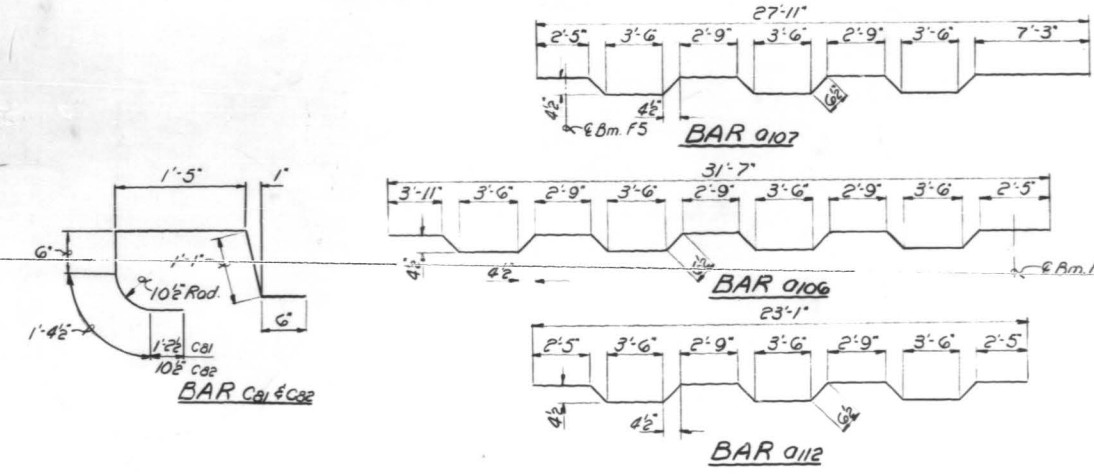 27'-11"
2'-5" 3'-6 2'-9" 3'-6" 2'-9" 3'-6" 7'-3"
4½" 4½"
₵ Bm. F5
BAR a107
31'-7"
3'-11" 3'-6" 2'-9" 3'-6" 2'-9" 3'-6" 2'-9" 3'-6" 2'-5"
4½" 4½"
₵ Bm.
BAR a106
1'-5" 1"
6" 1'-1"
10½" Rad.
6"
1'-4½"
1'-2½" C81
10½" C82
BAR C81 & C82
23'-1"
2'-5" 3'-6" 2'-9" 3'-6" 2'-9" 3'-6" 2'-5"
4½" 4½"
BAR a112